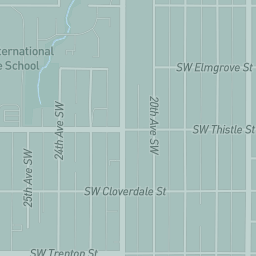 nternational
e School
SW Elmgrove St
20th Ave SW
24th Ave SW
SW Thistle St
25th Ave SW
SW Cloverdale St
SW Trenton St